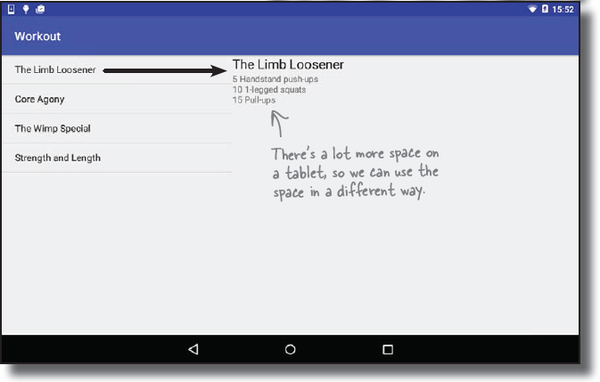 15:52
Workout
The Limb Loosener
Core Agony
The Wimp Special
Strength and Length
The Limb Loosener
5 Handstand push-ups
10 1-legged squats
15 Pull-ups
There's a lot more space on
a tablet, so we can use the
space in a different way.